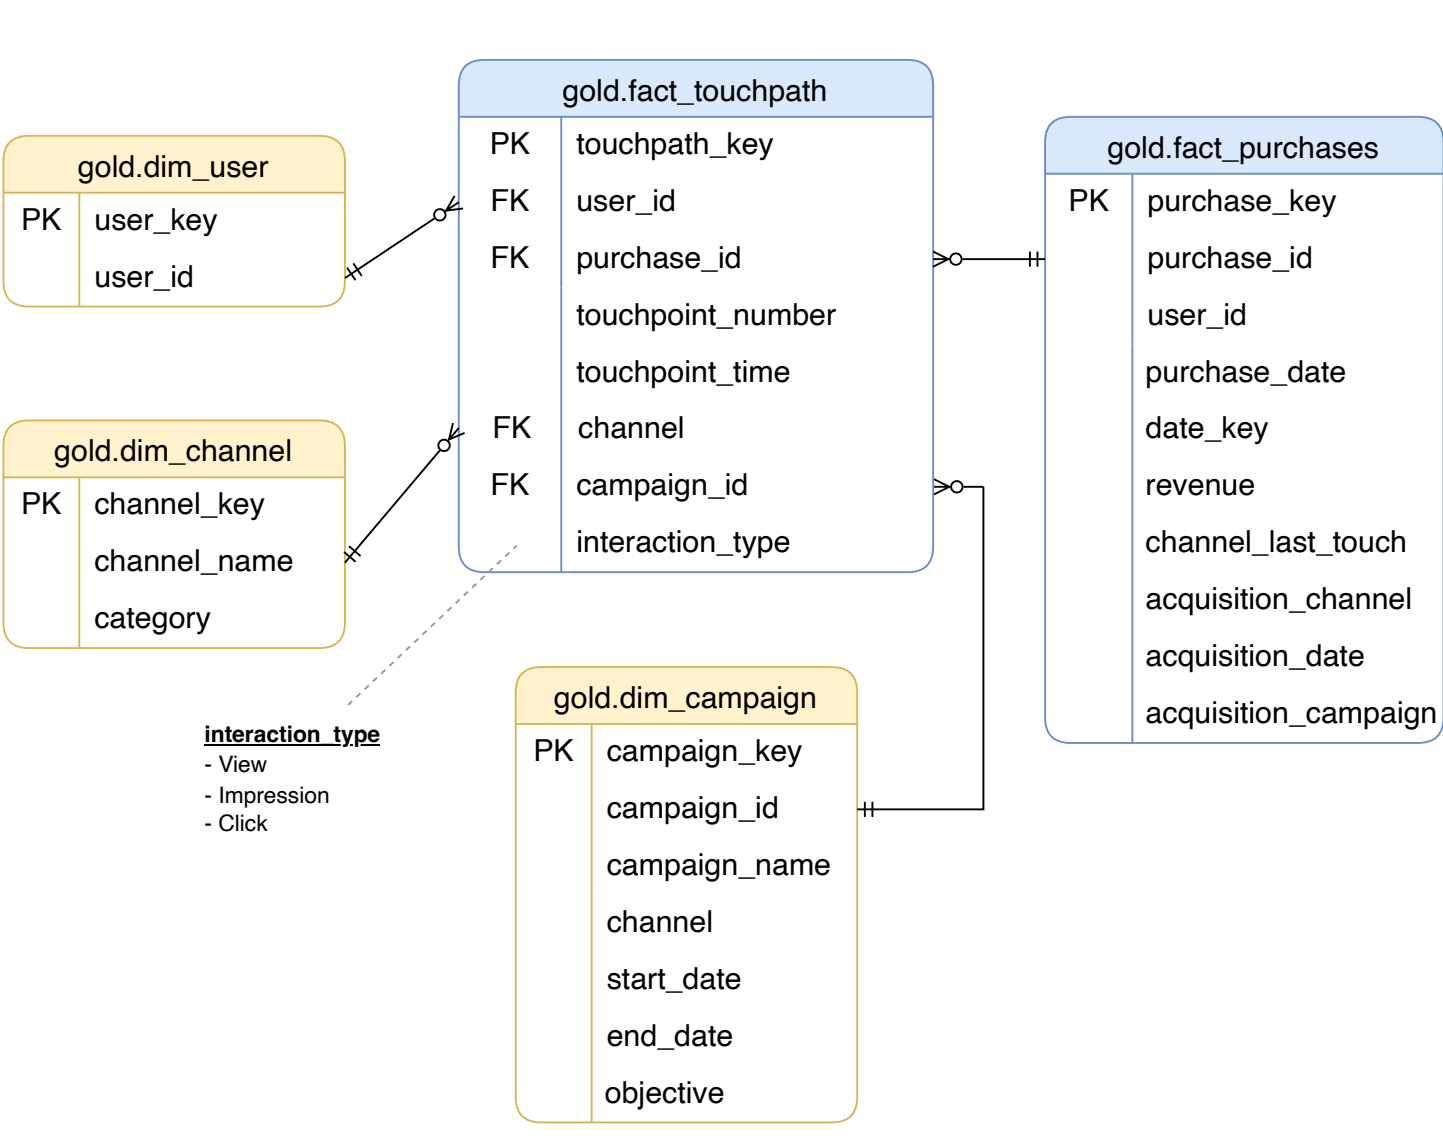 gold.fact_touchpath
PK touchpath_key
FK user_id
FK purchase_id
touchpoint_number
touchpoint_time
FK channel
FK campaign_id
interaction_type
gold.dim_user
PK user_key
user_id
gold.fact_purchases
PK purchase_key
purchase_id
user_id
purchase_date
date_key
revenue
channel_last_touch
acquisition_channel
acquisition_date
acquisition_campaign
gold.dim_channel
PK channel_key
channel_name
category
gold.dim_campaign
PK campaign_key
campaign_id
campaign_name
channel
start_date
end_date
objective
interaction_type
- View
- Impression
- Click